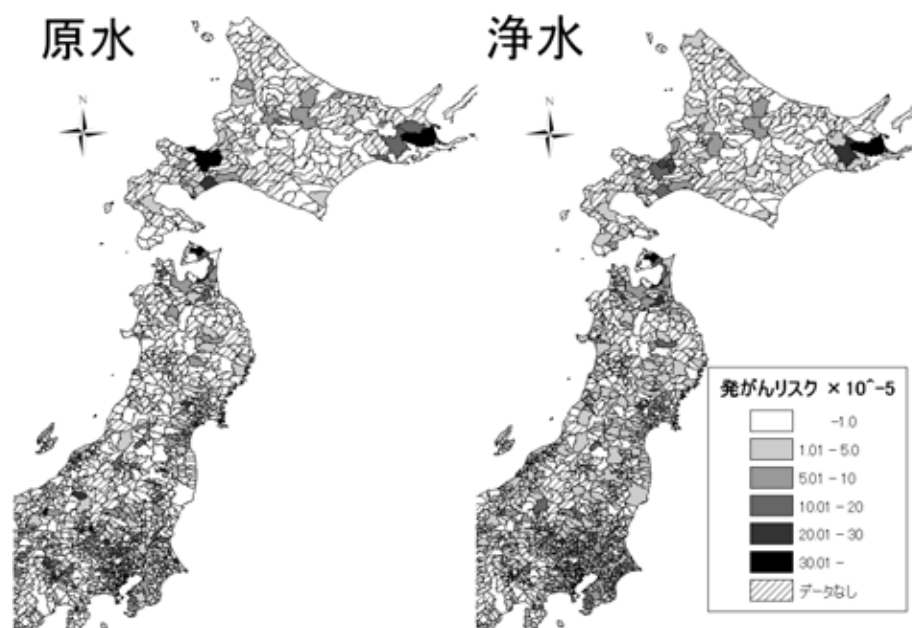 原水
浄水
N
N
発がんリスク ×10^-5
-1.0
1.01 - 5.0
5.01 - 10
10.01 - 20
20.01 - 30
30.01 -
データなし